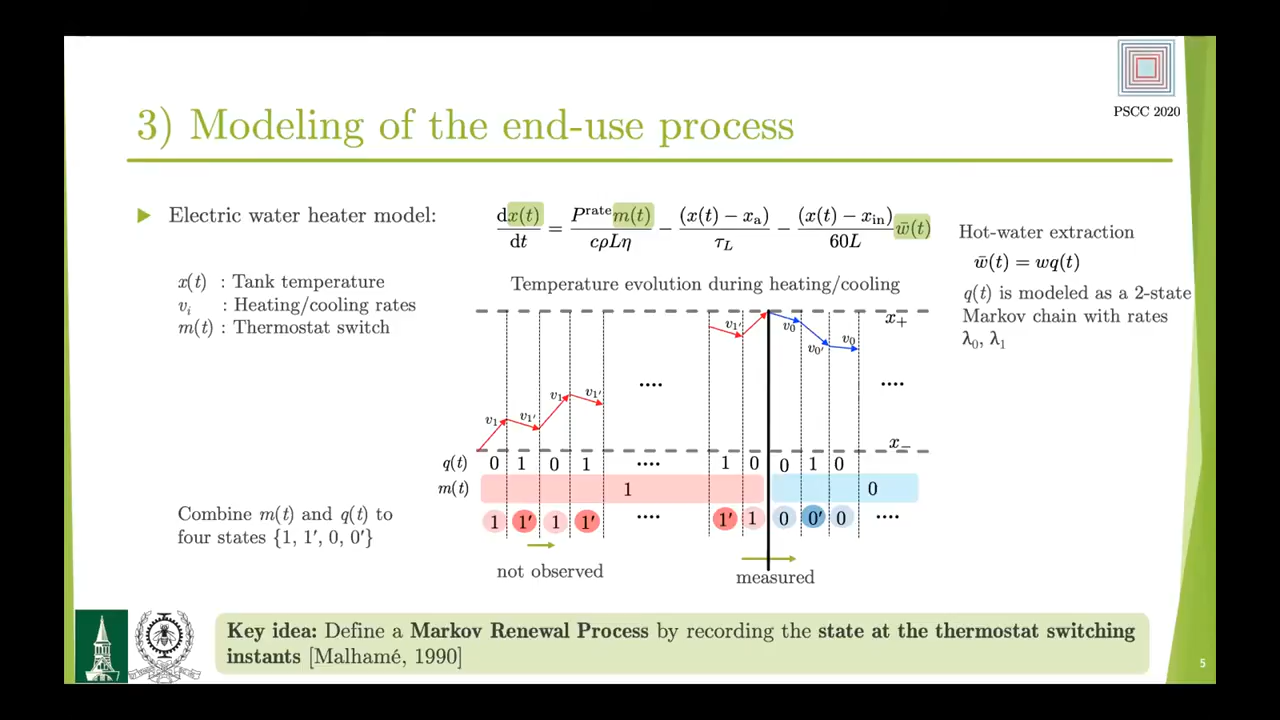 PSCC 2020
3) Modeling of the end-use process
Electric water heater model:
dx(t)/dt = P^rate m(t)/cρLη − (x(t) − x_a)/τ_L − (x(t) − x_in)/60L w̄(t)
Hot-water extraction
w̄(t) = wq(t)
q(t) is modeled as a 2-state
Markov chain with rates
λ₀, λ₁
x(t) : Tank temperature
v_i : Heating/cooling rates
m(t) : Thermostat switch
Temperature evolution during heating/cooling
x₊
v₁ v₁′ v₁ v₁′ .... v₁′ v₀ v₀′ v₀ ....
x₋
q(t) 0 1 0 1 .... 1 0 0 1 0
m(t) 1 0
1 1′ 1 1′ .... 1′ 1 0 0′ 0 ....
Combine m(t) and q(t) to
four states {1, 1′, 0, 0′}
not observed
measured
Key idea: Define a Markov Renewal Process by recording the state at the thermostat switching
instants [Malhamé, 1990]
5